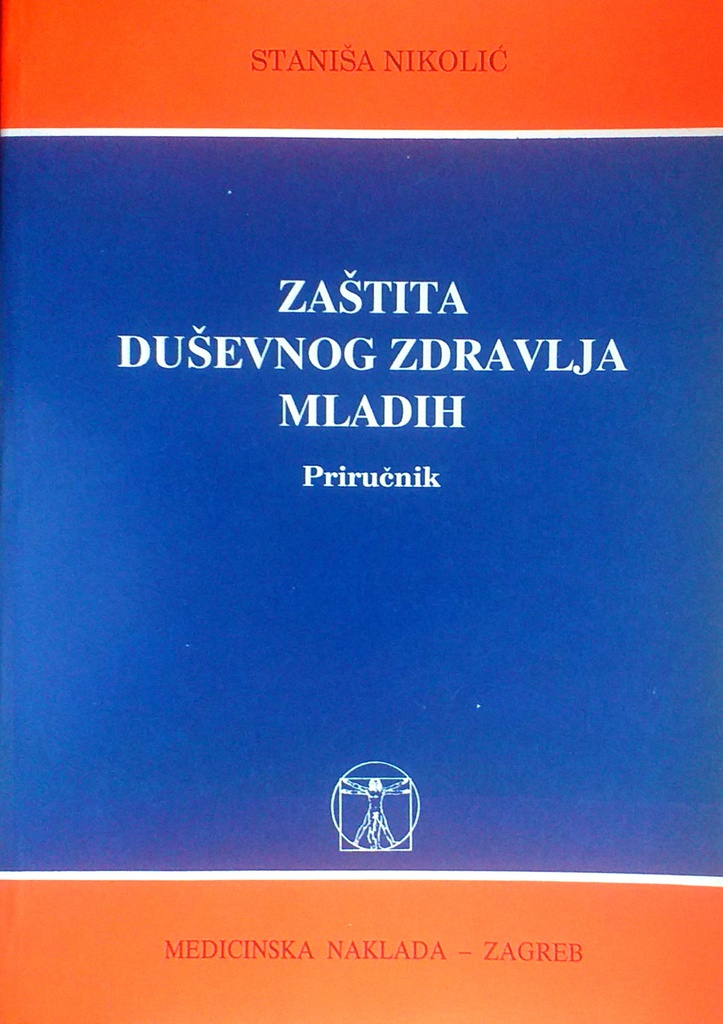 STANIŠA NIKOLIĆ
ZAŠTITA
DUŠEVNOG ZDRAVLJA
MLADIH
Priručnik
MEDICINSKA NAKLADA – ZAGREB